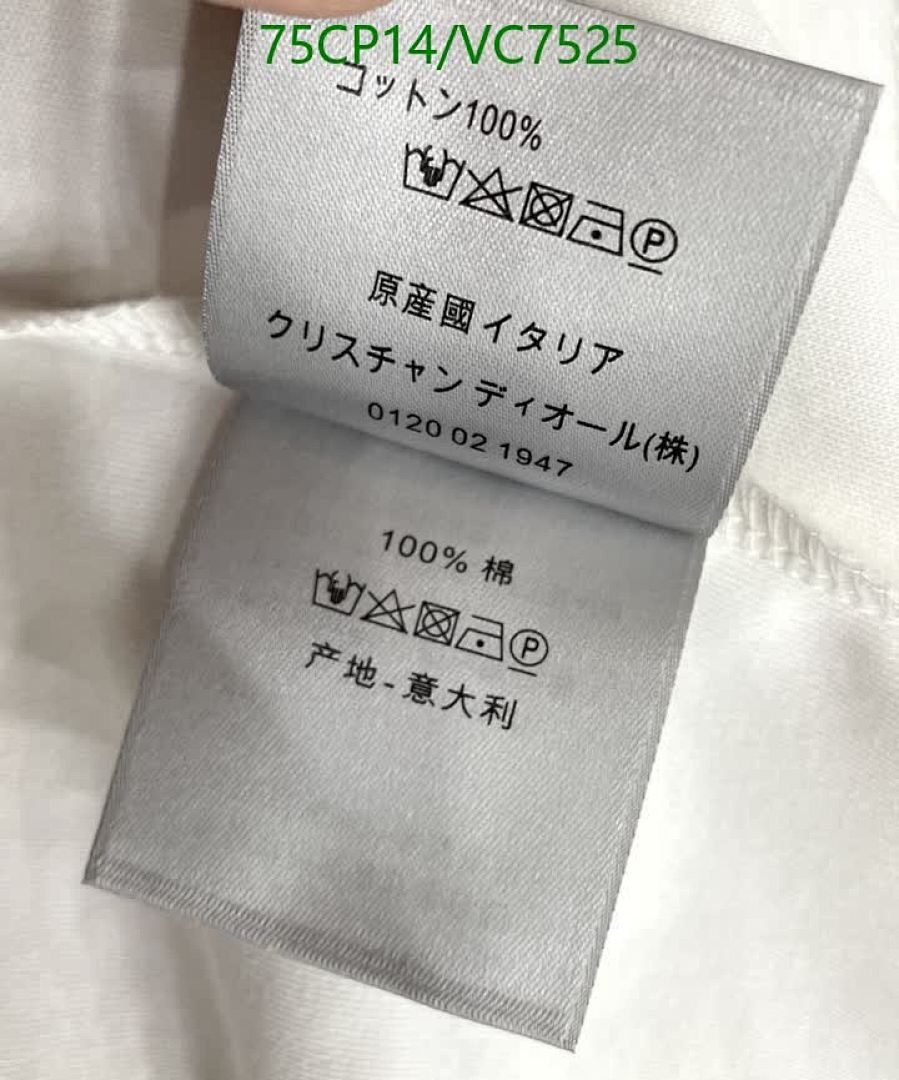 75CP14/VC7525
コットン100%
P
原産國 イタリア
クリスチャン ディオール(株)
0120 02 1947
100% 棉
P
产地-意大利